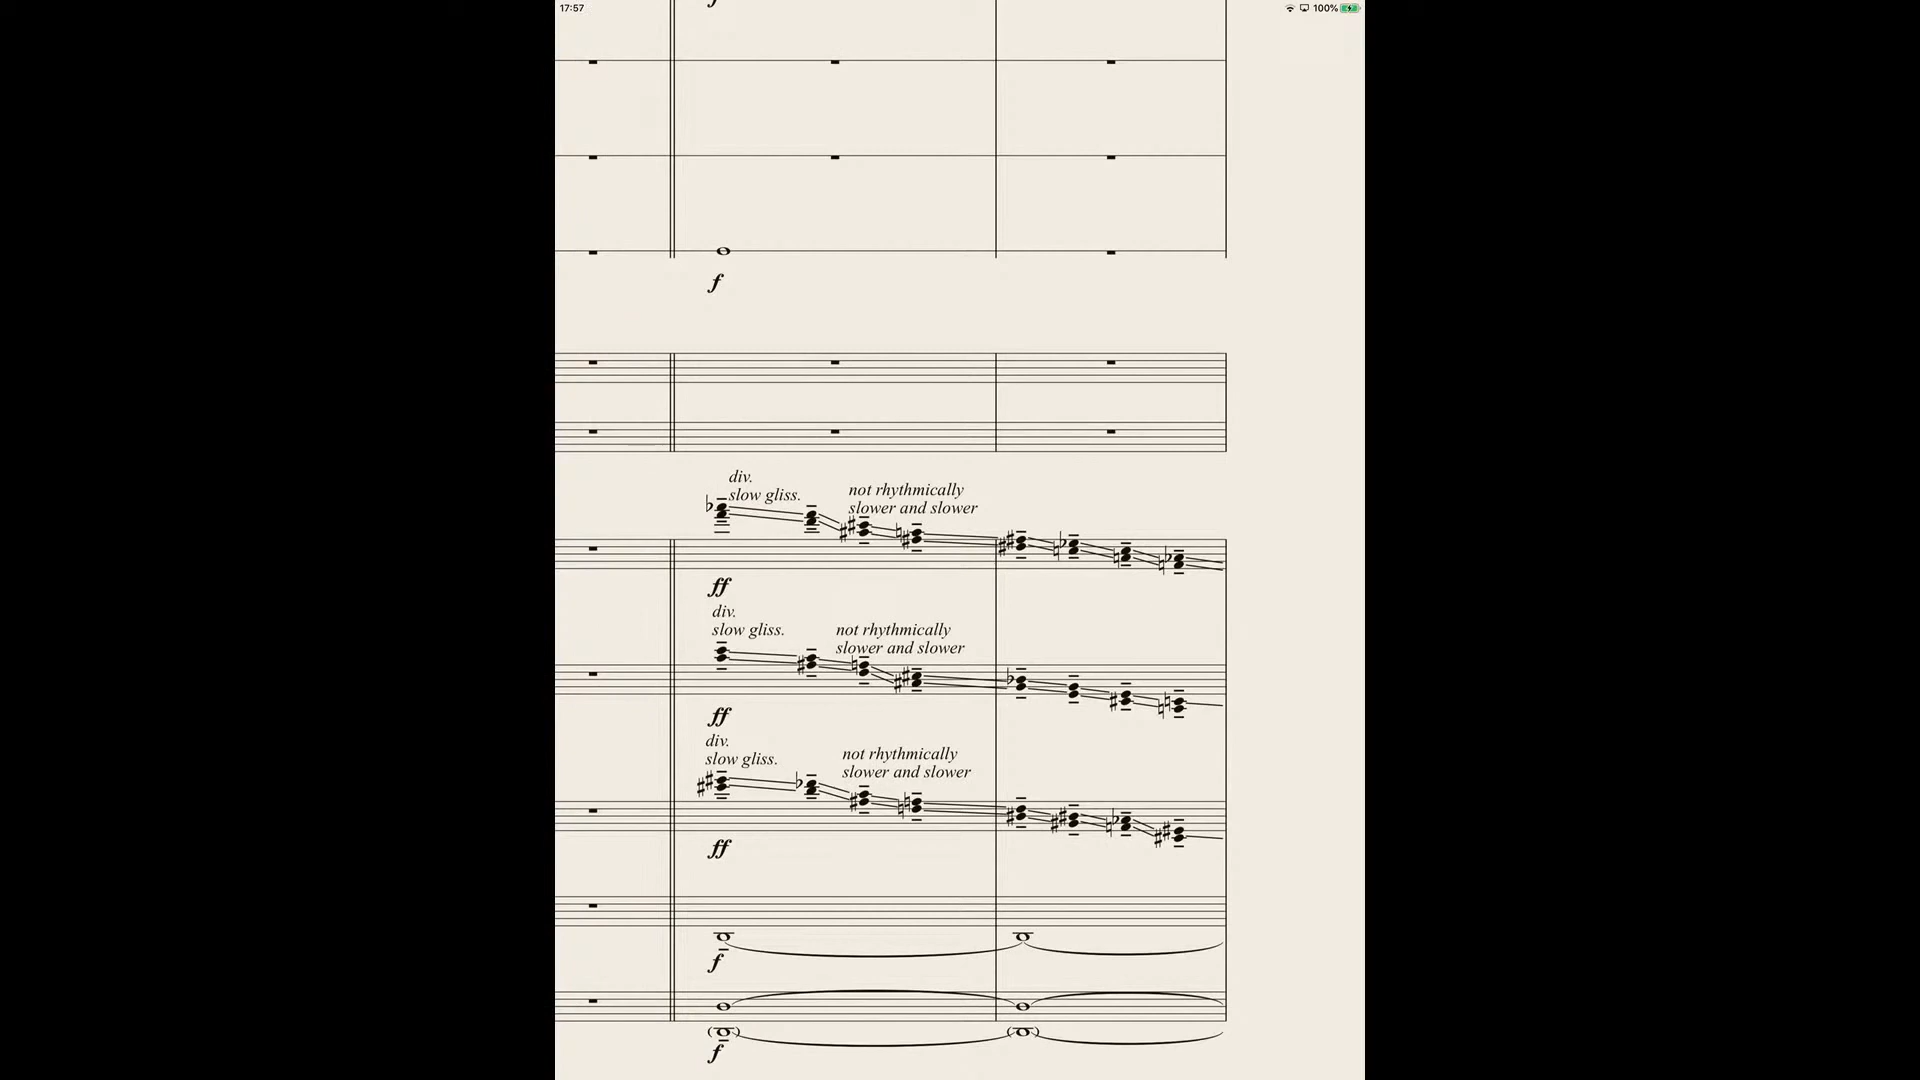 17:57
100%
f
f
div.
slow gliss.
not rhythmically
slower and slower
ff
div.
slow gliss.
not rhythmically
slower and slower
ff
div.
slow gliss.
not rhythmically
slower and slower
ff
f
f